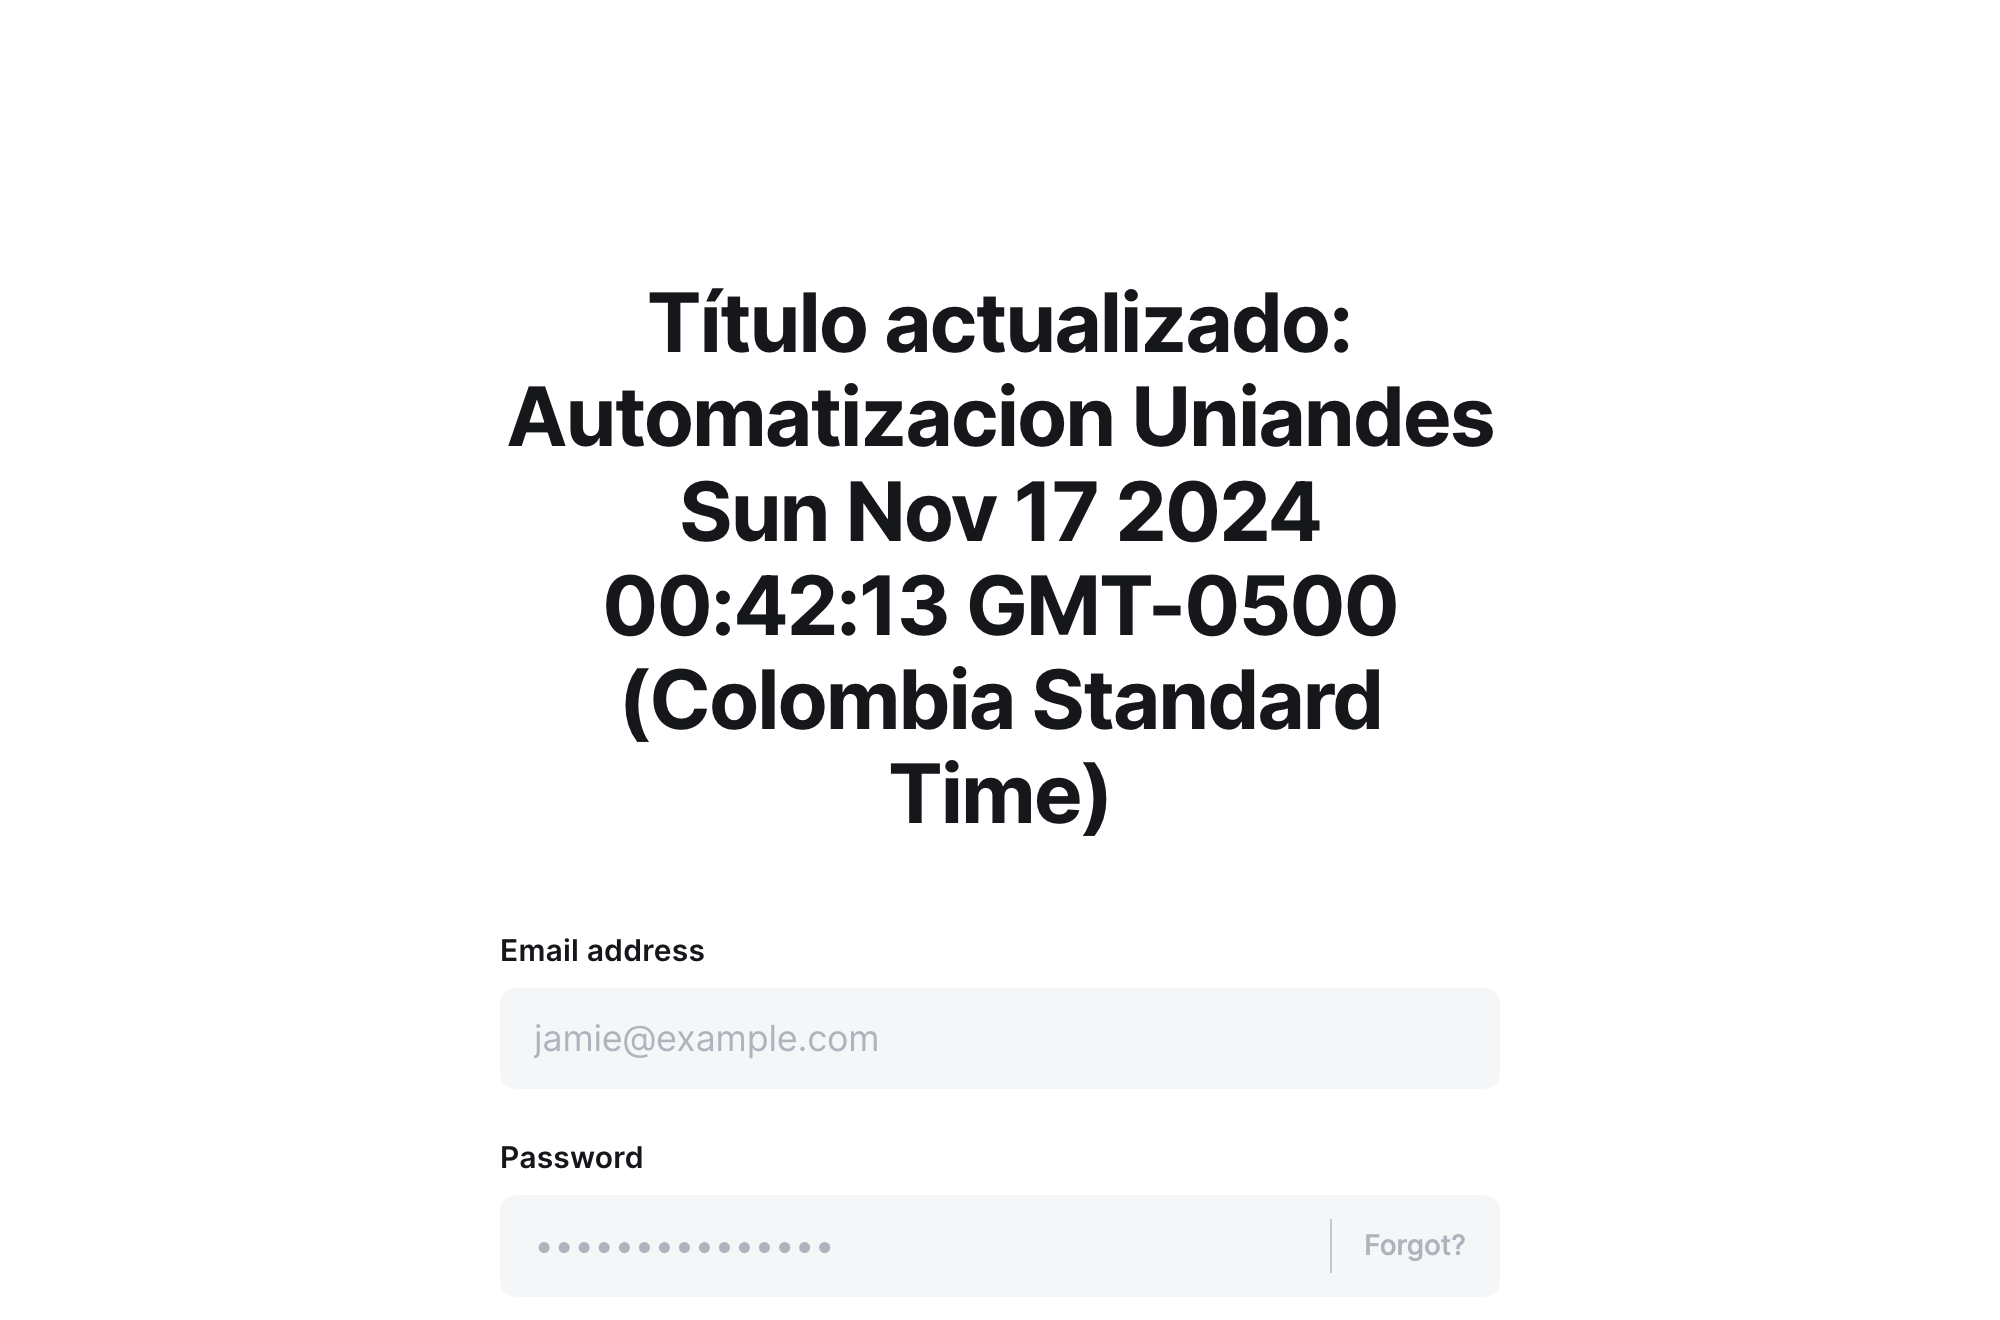 Título actualizado:
Automatizacion Uniandes
Sun Nov 17 2024
00:42:13 GMT-0500
(Colombia Standard
Time)
Email address
jamie@example.com
Password
•••••••••••••••
Forgot?